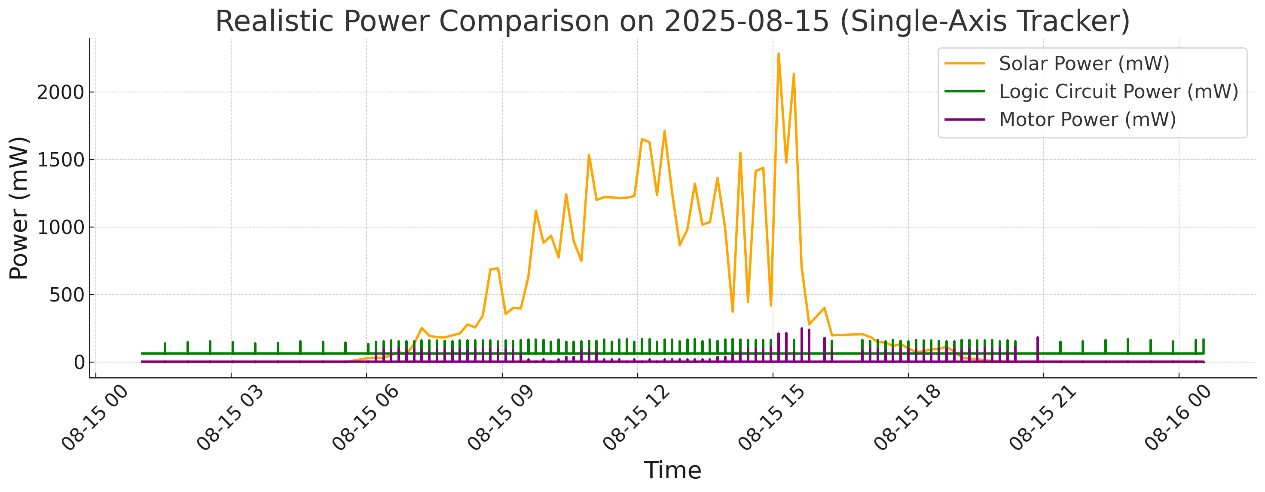 Realistic Power Comparison on 2025-08-15 (Single-Axis Tracker)
Solar Power (mW)
Logic Circuit Power (mW)
Motor Power (mW)
Power (mW)
2000
1500
1000
500
0
08-15 00
08-15 03
08-15 06
08-15 09
08-15 12
08-15 15
08-15 18
08-15 21
08-16 00
Time